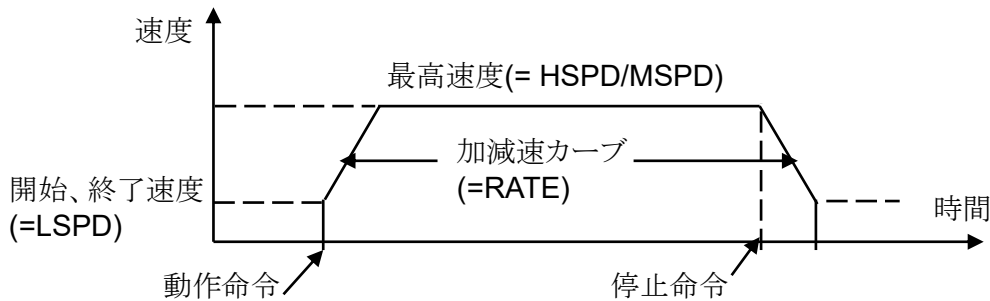 速度
最高速度(= HSPD/MSPD)
加減速カーブ
(=RATE)
開始、終了速度
(=LSPD)
時間
動作命令
停止命令